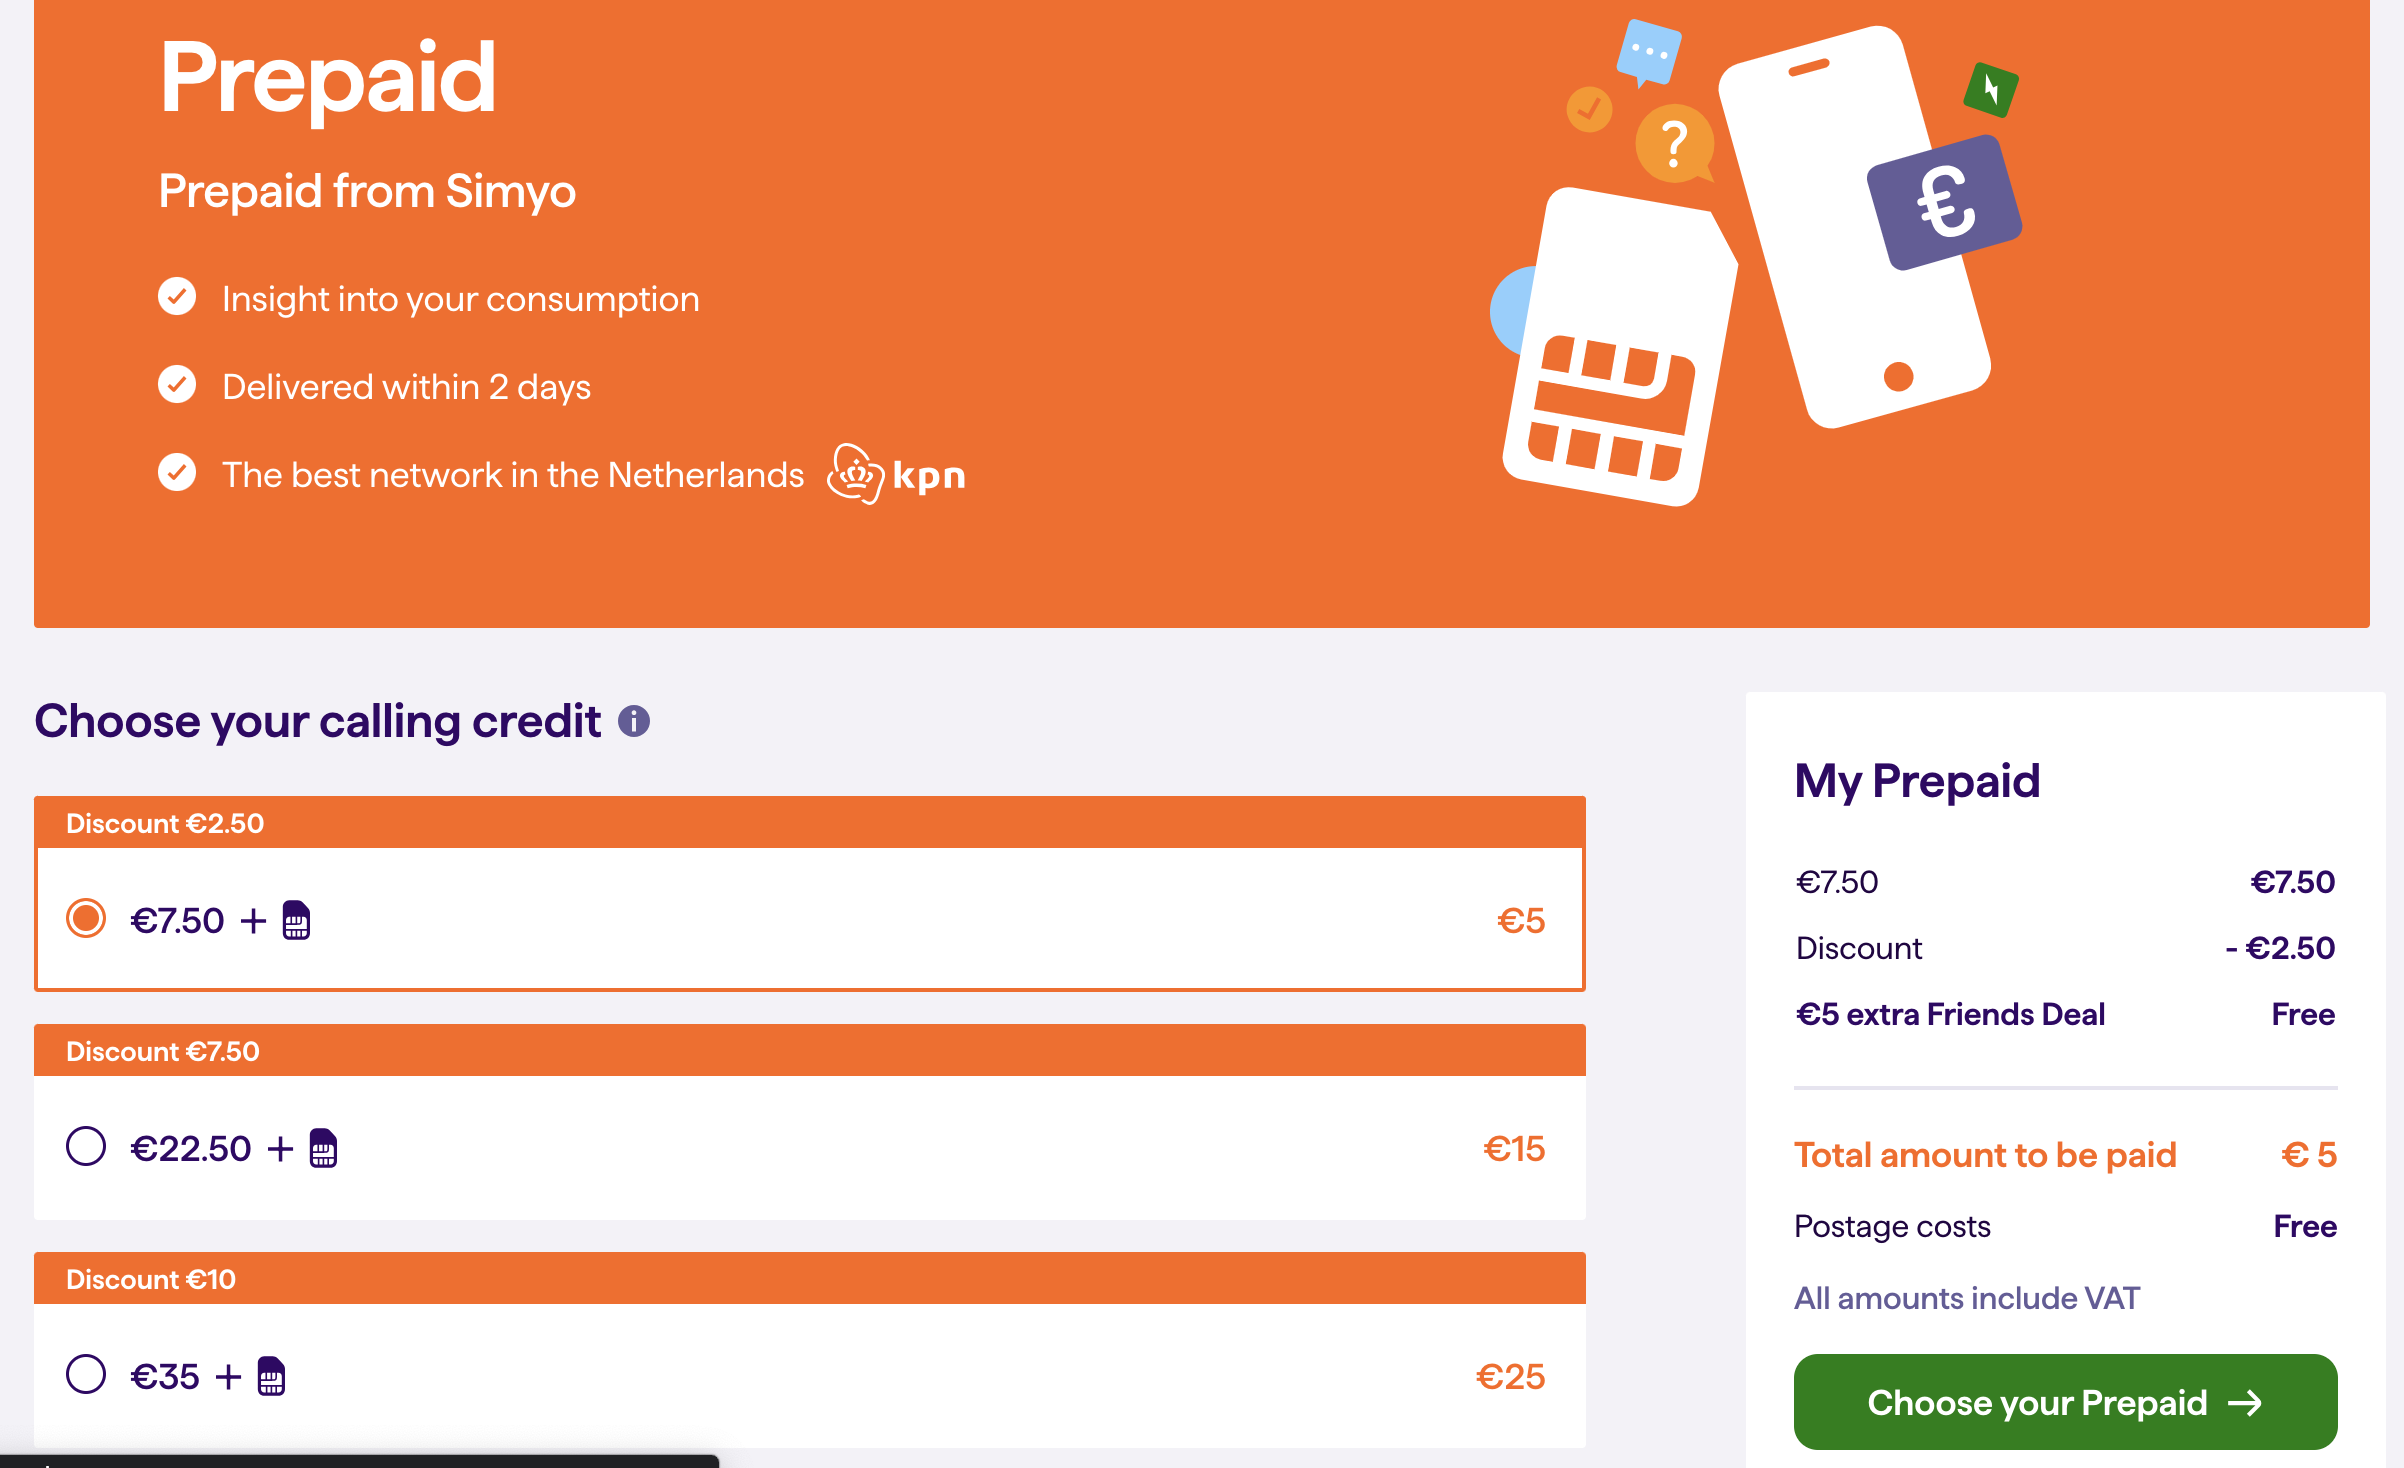 Prepaid
Prepaid from Simyo
Insight into your consumption
Delivered within 2 days
The best network in the Netherlands kpn
?
€
Choose your calling credit i
Discount €2.50
€7.50 +
€5
Discount €7.50
€22.50 +
€15
Discount €10
€35 +
€25
My Prepaid
€7.50 €7.50
Discount - €2.50
€5 extra Friends Deal Free
Total amount to be paid € 5
Postage costs Free
All amounts include VAT
Choose your Prepaid →